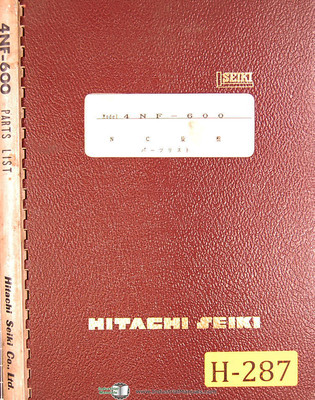 4NF-600 PARTS LIST
Hitachi Seiki Co., Ltd.
SEIKI
Model 4NF-600
N C
HITACHI SEIKI
H-287